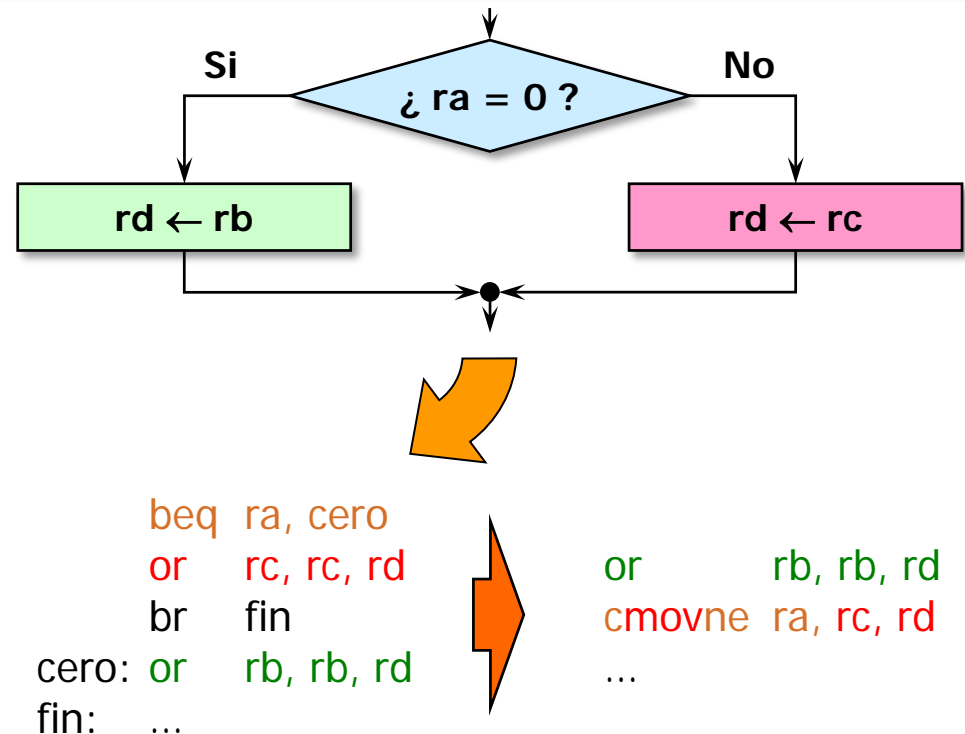 Si
No
¿ ra = 0 ?
rd ← rb
rd ← rc
beq ra, cero
or rc, rc, rd
br fin
cero: or rb, rb, rd
fin: ...
or rb, rb, rd
cmovne ra, rc, rd
...